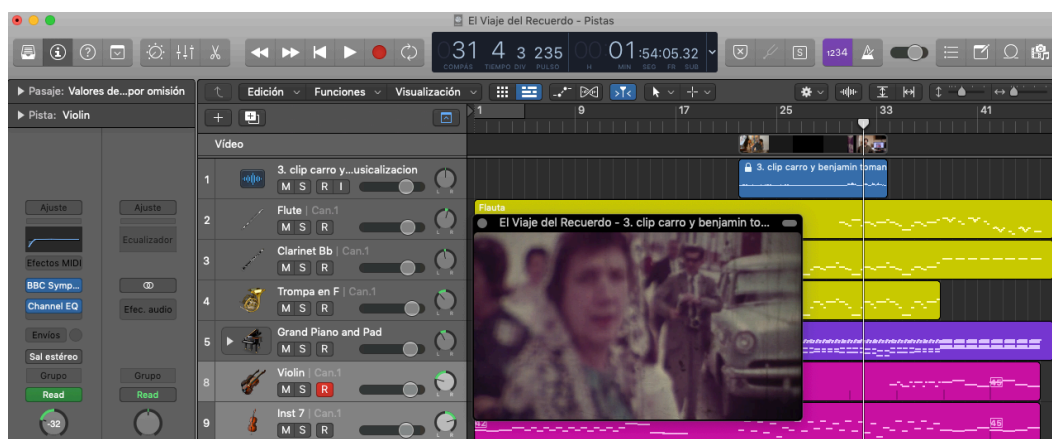 El Viaje del Recuerdo - Pistas
31 4 3 235 00 01:54:05.32
COMPÁS TIEMPO DIV PULSO H MIN SEG FR SUB
S 1234
Pasaje: Valores de...por omisión
Edición Funciones Visualización
Pista: Violin
1 9 17 25 33 41
Vídeo
1 3. clip carro y...usicalizacion
M S R I
L R
3. clip carro y benjamin toman
Ajuste Ajuste
Ecualizador
Efectos MIDI
BBC Symp...
Channel EQ Efec. audio
Envíos
Sal estéreo
Grupo Grupo
Read Read
-32
2 Flute | Can.1
M S R
L R
Flauta
El Viaje del Recuerdo - 3. clip carro y benjamin to...
3 Clarinet Bb | Can.1
M S R
L R
4 Trompa en F | Can.1
M S R
L R
5 Grand Piano and Pad
M S R
L R
8 Violin | Can.1
M S R
L R
9 Inst 7 | Can.1
M S R
L R